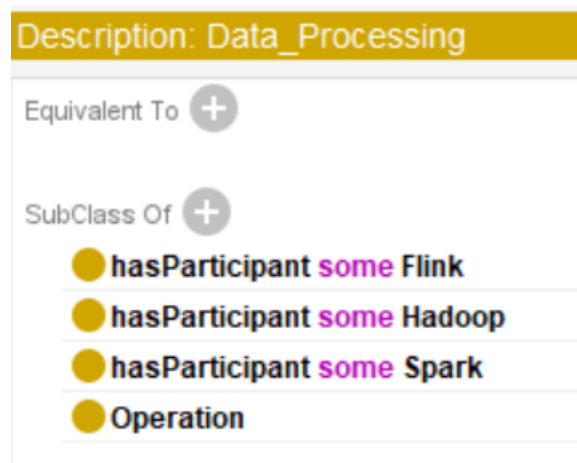 Description: Data_Processing
Equivalent To
SubClass Of
hasParticipant some Flink
hasParticipant some Hadoop
hasParticipant some Spark
Operation